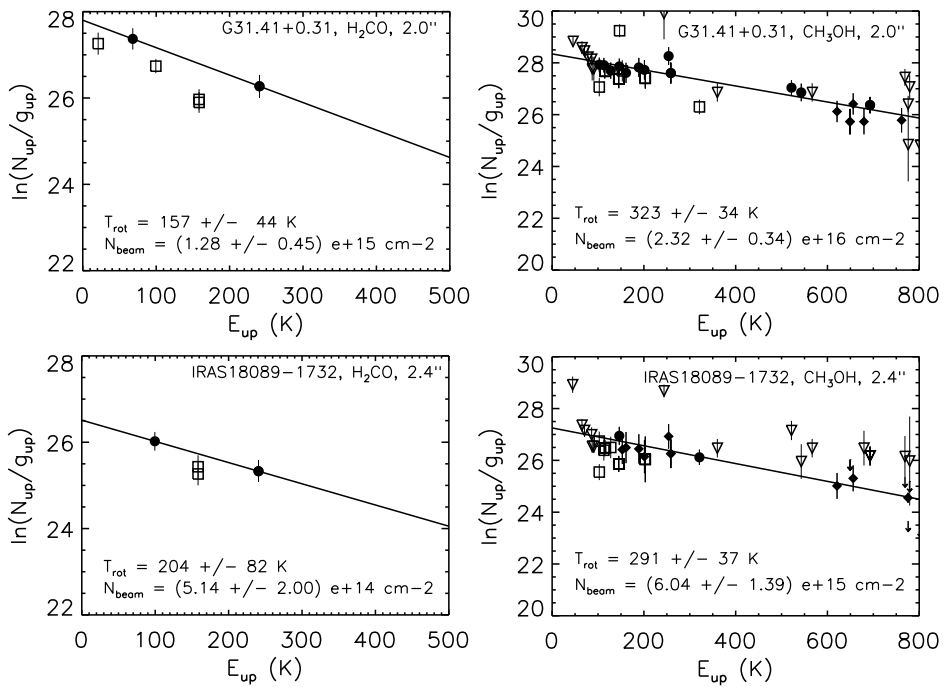 G31.41+0.31, H₂CO, 2.0''
28
26
24
22
ln(Nup/gup)
Trot = 157 +/− 44 K
Nbeam = (1.28 +/− 0.45) e+15 cm−2
0 100 200 300 400 500
Eup (K)
G31.41+0.31, CH₃OH, 2.0''
30
28
26
24
22
20
ln(Nup/gup)
Trot = 323 +/− 34 K
Nbeam = (2.32 +/− 0.34) e+16 cm−2
0 200 400 600 800
Eup (K)
IRAS18089−1732, H₂CO, 2.4''
28
26
24
22
ln(Nup/gup)
Trot = 204 +/− 82 K
Nbeam = (5.14 +/− 2.00) e+14 cm−2
0 100 200 300 400 500
Eup (K)
IRAS18089−1732, CH₃OH, 2.4''
30
28
26
24
22
20
ln(Nup/gup)
Trot = 291 +/− 37 K
Nbeam = (6.04 +/− 1.39) e+15 cm−2
0 200 400 600 800
Eup (K)